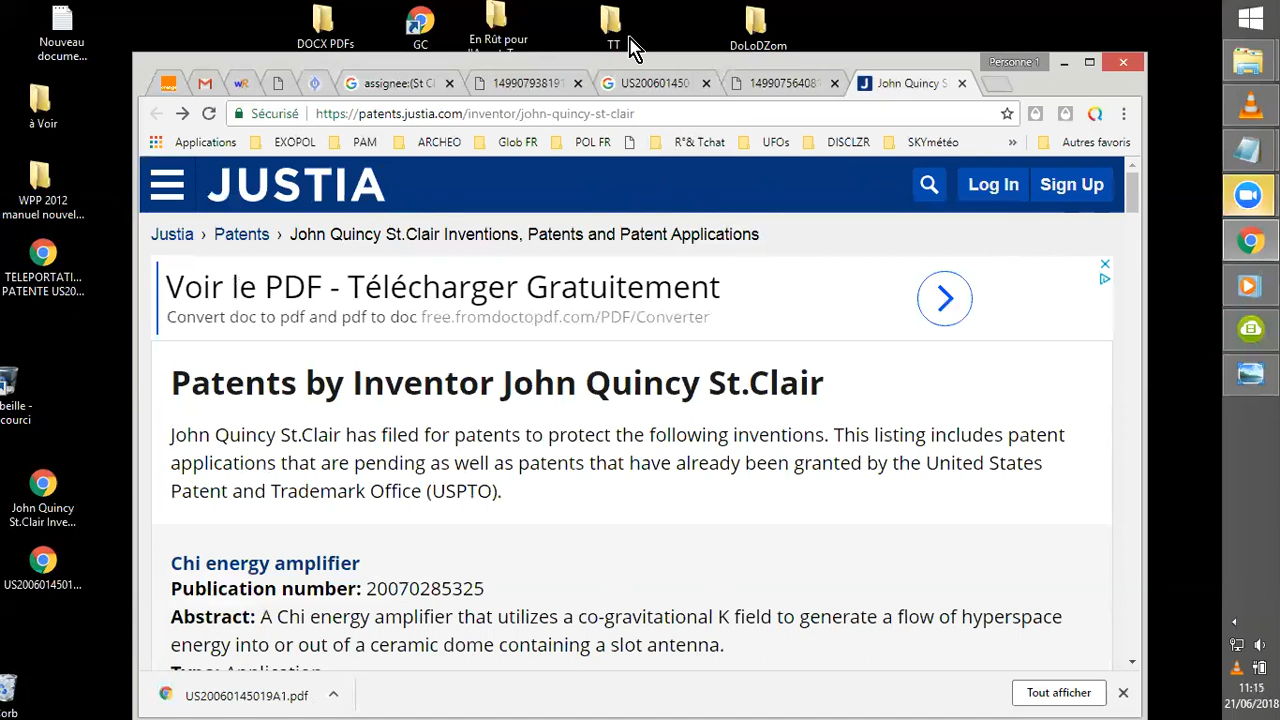 Nouveau
docume...
DOCX PDFs
GC
En Rût pour
TT
DoLoDZom
à Voir
WPP 2012
manuel nouvel...
TELEPORTATI...
PATENTE US20...
courci
John Quincy
St.Clair Inve...
US2006014501...
Personne 1
assignee:(St C
US20060145
John Quincy S
Sécurisé
https://patents.justia.com/inventor/john-quincy-st-clair
Applications
EXOPOL
PAM
ARCHEO
Glob FR
POL FR
R°& Tchat
UFOs
DISCLZR
SKYmétéo
»
Autres favoris
JUSTIA
Log In
Sign Up
Justia › Patents › John Quincy St.Clair Inventions, Patents and Patent Applications
Voir le PDF - Télécharger Gratuitement
Convert doc to pdf and pdf to doc free.fromdoctopdf.com/PDF/Converter
Patents by Inventor John Quincy St.Clair
John Quincy St.Clair has filed for patents to protect the following inventions. This listing includes patent
applications that are pending as well as patents that have already been granted by the United States
Patent and Trademark Office (USPTO).
Chi energy amplifier
Publication number: 20070285325
Abstract: A Chi energy amplifier that utilizes a co-gravitational K field to generate a flow of hyperspace
energy into or out of a ceramic dome containing a slot antenna.
Type: Application
US20060145019A1.pdf
Tout afficher
11:15
21/06/2018